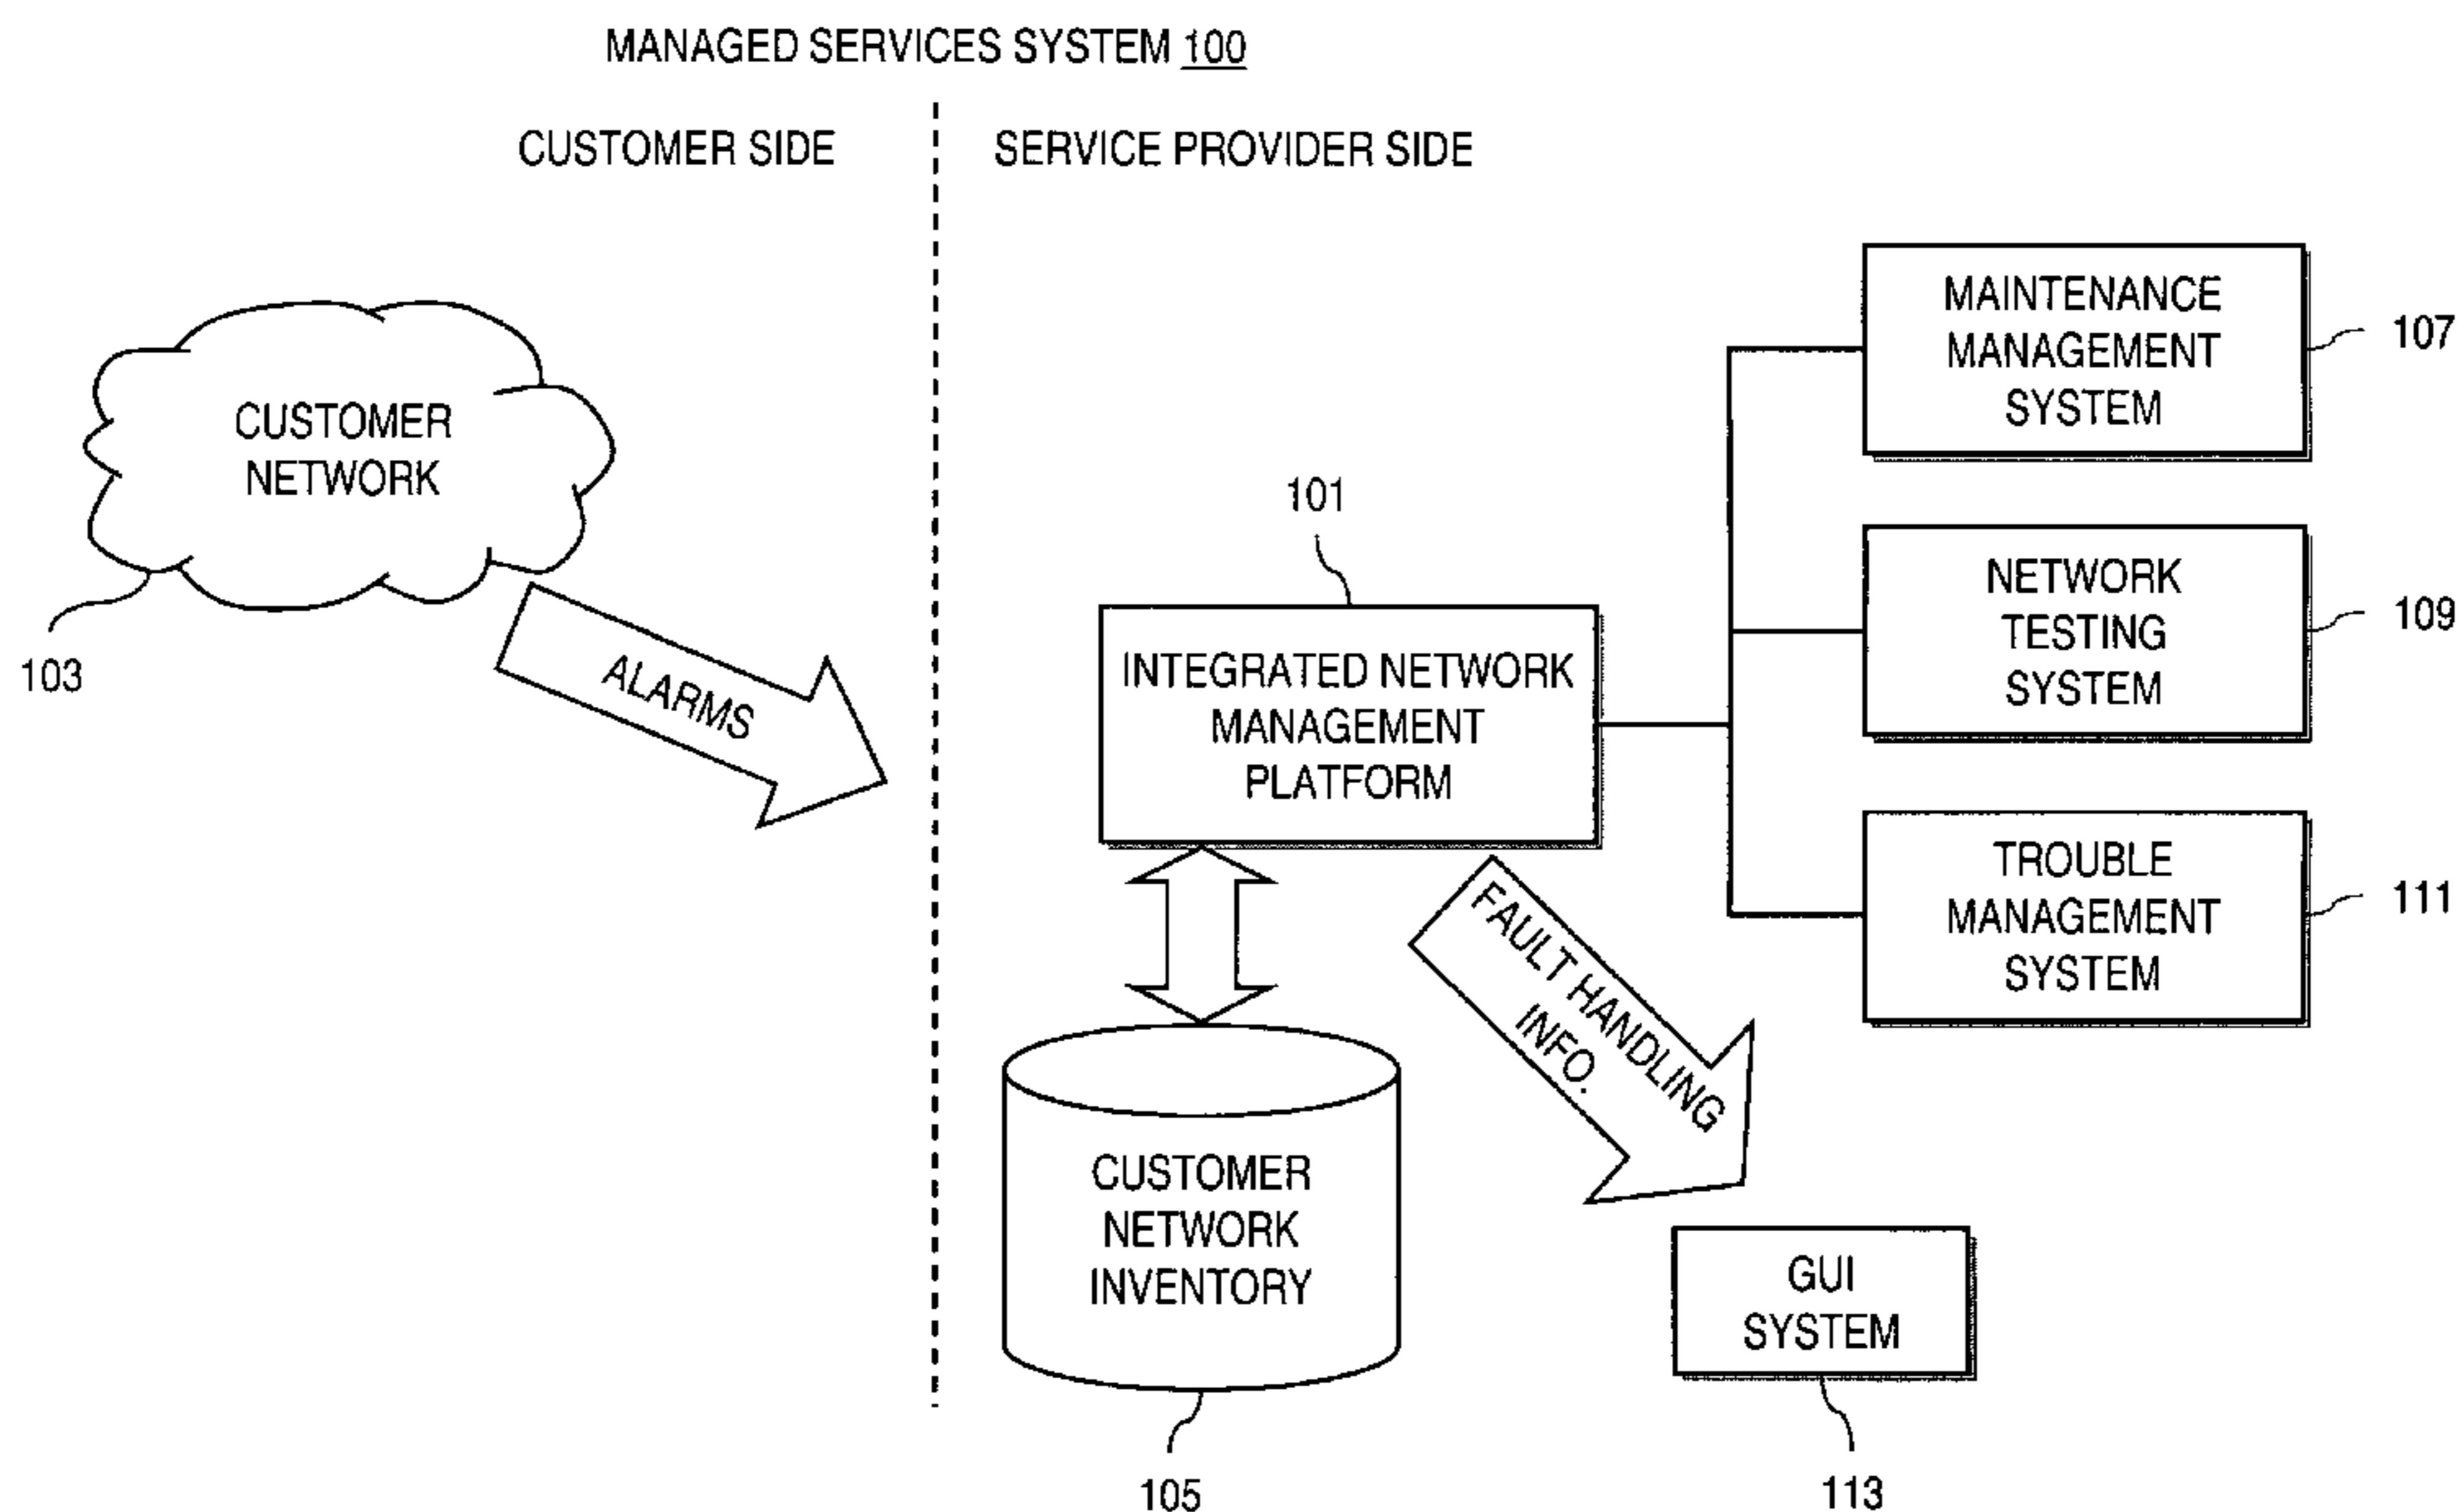 MANAGED SERVICES SYSTEM 100
CUSTOMER SIDE
SERVICE PROVIDER SIDE
CUSTOMER
NETWORK
103
ALARMS
101
INTEGRATED NETWORK
MANAGEMENT
PLATFORM
MAINTENANCE
MANAGEMENT
SYSTEM
107
NETWORK
TESTING
SYSTEM
109
TROUBLE
MANAGEMENT
SYSTEM
111
FAULT HANDLING
INFO.
CUSTOMER
NETWORK
INVENTORY
105
GUI
SYSTEM
113